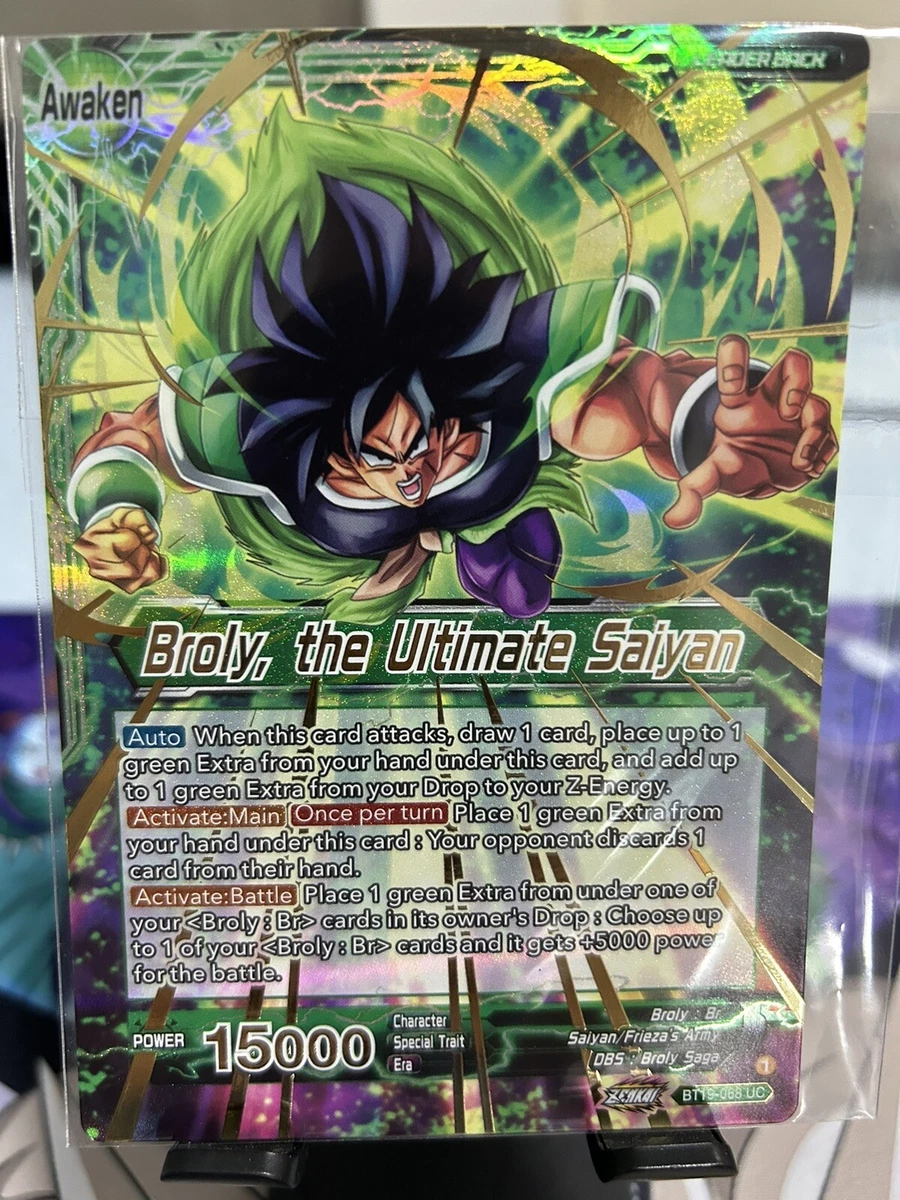 LEADER BACK
Awaken
Broly, the Ultimate Saiyan
Auto When this card attacks, draw 1 card, place up to 1
green Extra from your hand under this card, and add up
to 1 green Extra from your Drop to your Z-Energy.
Activate:Main Once per turn Place 1 green Extra from
your hand under this card : Your opponent discards 1
card from their hand.
Activate:Battle Place 1 green Extra from under one of
your <Broly : Br> cards in its owner's Drop : Choose up
to 1 of your <Broly : Br> cards and it gets +5000 power
for the battle.
POWER 15000
Character Broly : Br
Special Trait Saiyan/Frieza's Army
Era DBS : Broly Saga
1
ZENKAI BT19-068 UC